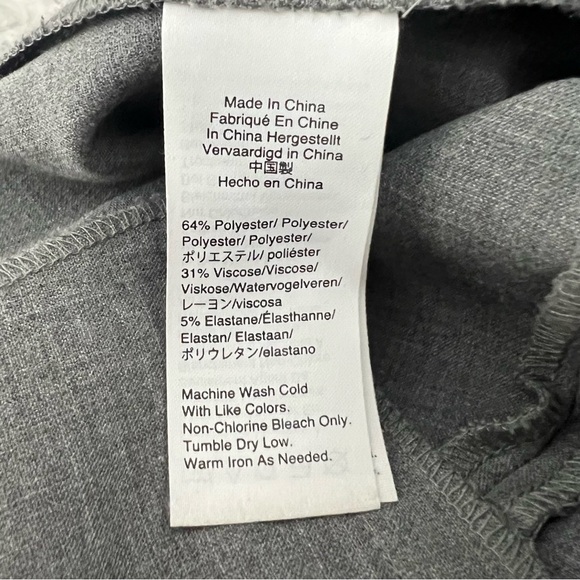 Made In China
Fabriqué En Chine
In China Hergestellt
Vervaardigd in China
中国製
Hecho en China
64% Polyester/ Polyester/
Polyester/ Polyester/
ポリエステル/ poliéster
31% Viscose/Viscose/
Viskose/Watervogelveren/
レーヨン/viscosa
5% Elastane/Élasthanne/
Elastan/ Elastaan/
ポリウレタン/elastano
Machine Wash Cold
With Like Colors.
Non-Chlorine Bleach Only.
Tumble Dry Low.
Warm Iron As Needed.